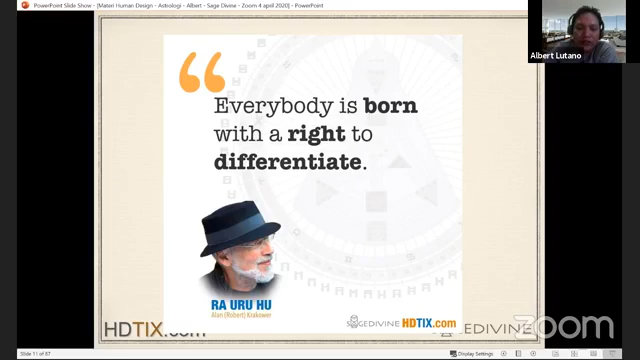 PowerPoint Slide Show - [Materi Human Design - Astrologi - Albert - Sage Divine - Zoom 4 april 2020] - PowerPoint
Albert Lutano
“
Everybody is born
with a right to
differentiate.
RA URU HU
Alan (Robert) Krakower
SAGEDIVINE HDTIX.com
HDTIX.com
SAGEDIVINE
zoom
Slide 11 of 87
Display Settings